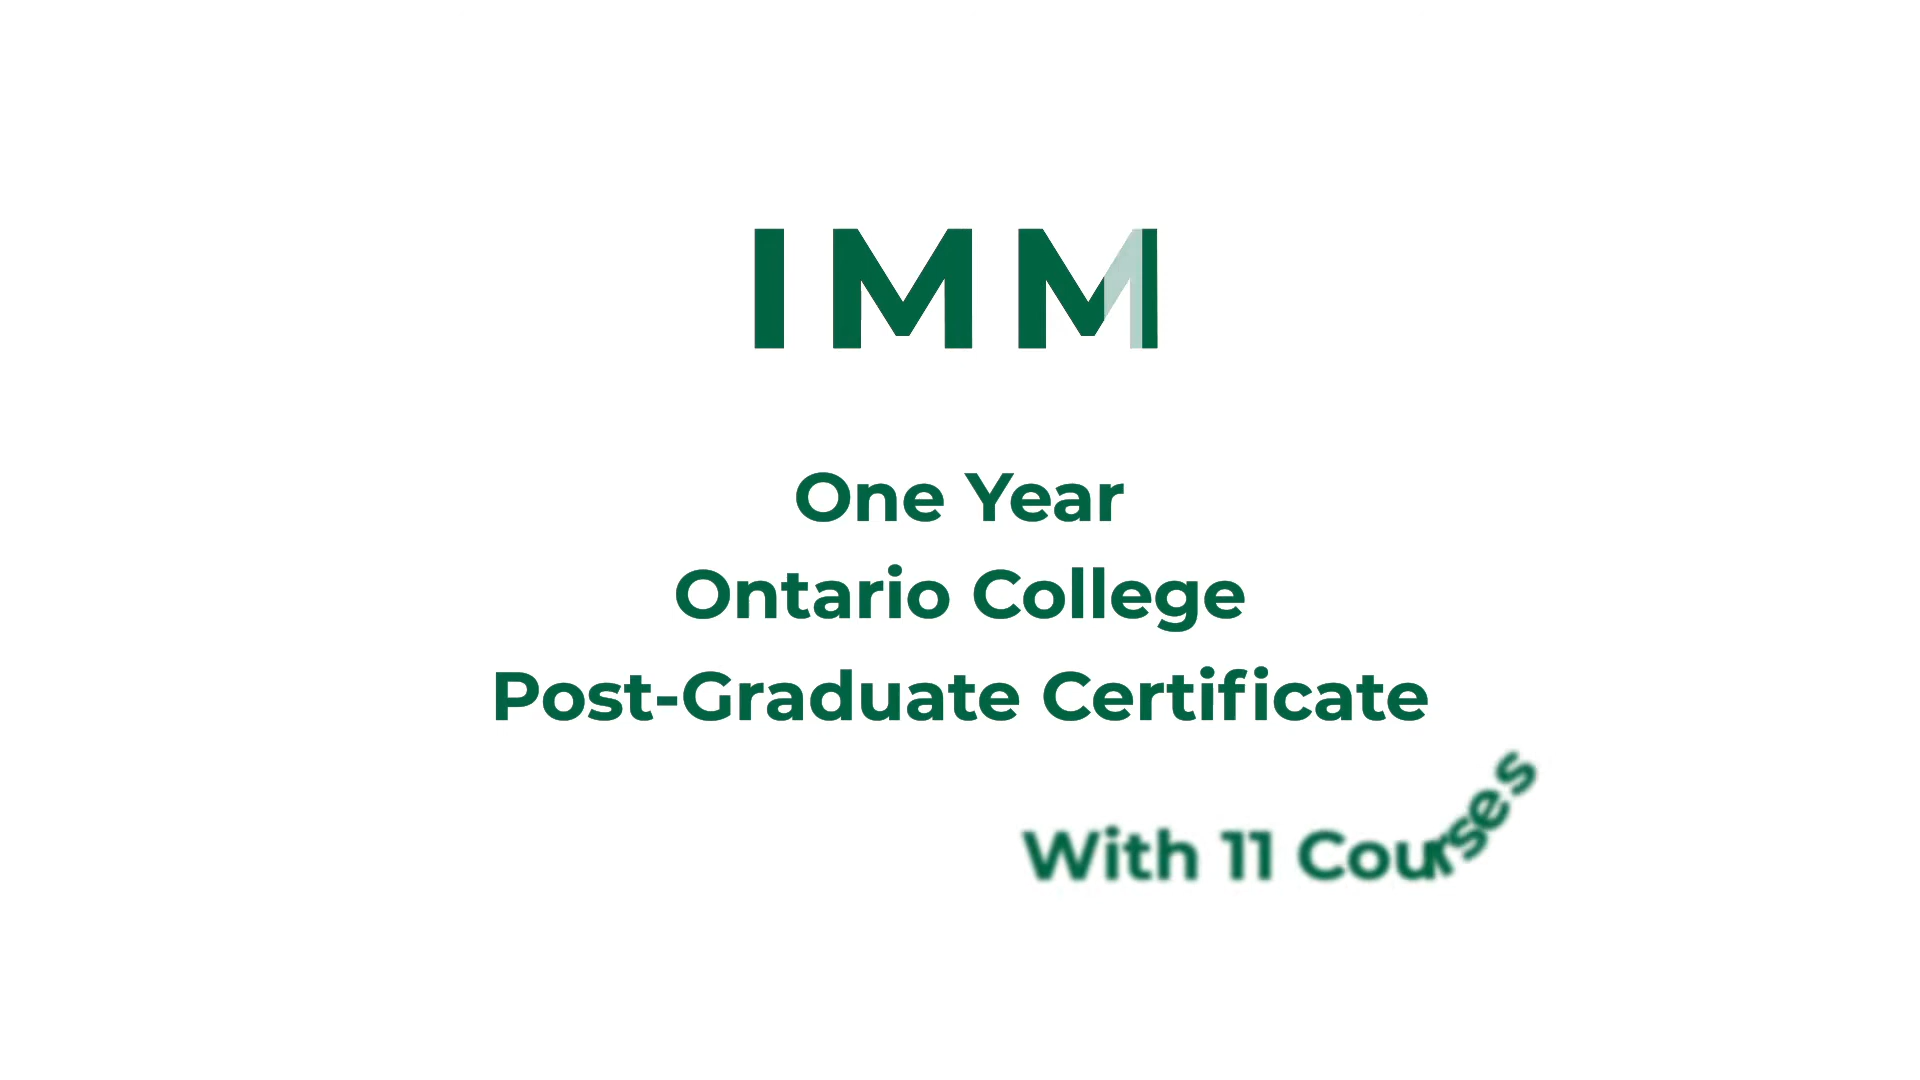 IMM
One Year
Ontario College
Post-Graduate Certificate
With 11 Courses